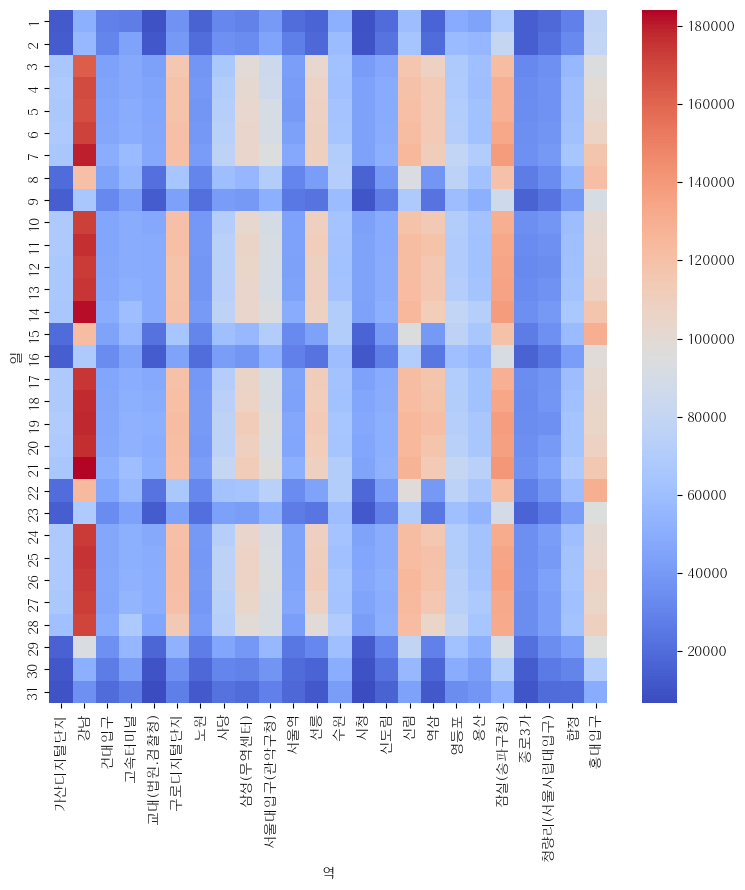 일
1
2
3
4
5
6
7
8
9
10
11
12
13
14
15
16
17
18
19
20
21
22
23
24
25
26
27
28
29
30
31
가산디지털단지
강남
건대입구
고속터미널
교대(법원.검찰청)
구로디지털단지
노원
사당
삼성(무역센터)
서울대입구(관악구청)
서울역
선릉
수원
시청
신도림
신림
역삼
영등포
용산
잠실(송파구청)
종로3가
청량리(서울시립대입구)
합정
홍대입구
역
180000
160000
140000
120000
100000
80000
60000
40000
20000